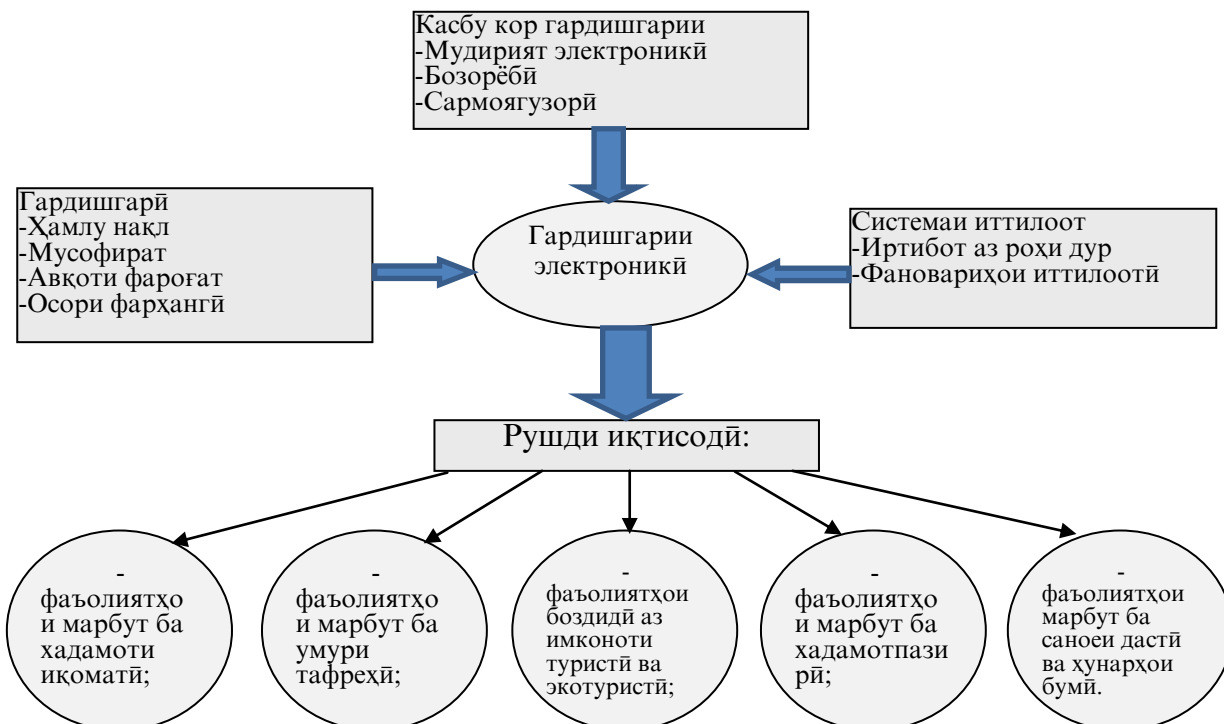 Касбу кор гардишгарии
-Мудирият электроникӣ
-Бозорёбӣ
-Сармоягузорӣ
Гардишгарӣ
-Ҳамлу нақл
-Мусофират
-Авқоти фароғат
-Осори фарҳангӣ
Гардишгарии
электроникӣ
Системаи иттилоот
-Иртибот аз роҳи дур
-Фановариҳои иттилоотӣ
Рушди иқтисодӣ:
-
фаъолиятҳо
и марбут ба
хадамоти
иқоматӣ;
-
фаъолиятҳо
и марбут ба
умури
тафреҳӣ;
-
фаъолиятҳои
боздидӣ аз
имконоти
туристӣ ва
экотуристӣ;
-
фаъолиятҳо
и марбут ба
хадамотпази
рӣ;
-
фаъолиятҳои
марбут ба
саноеи дастӣ
ва ҳунарҳои
бумӣ.